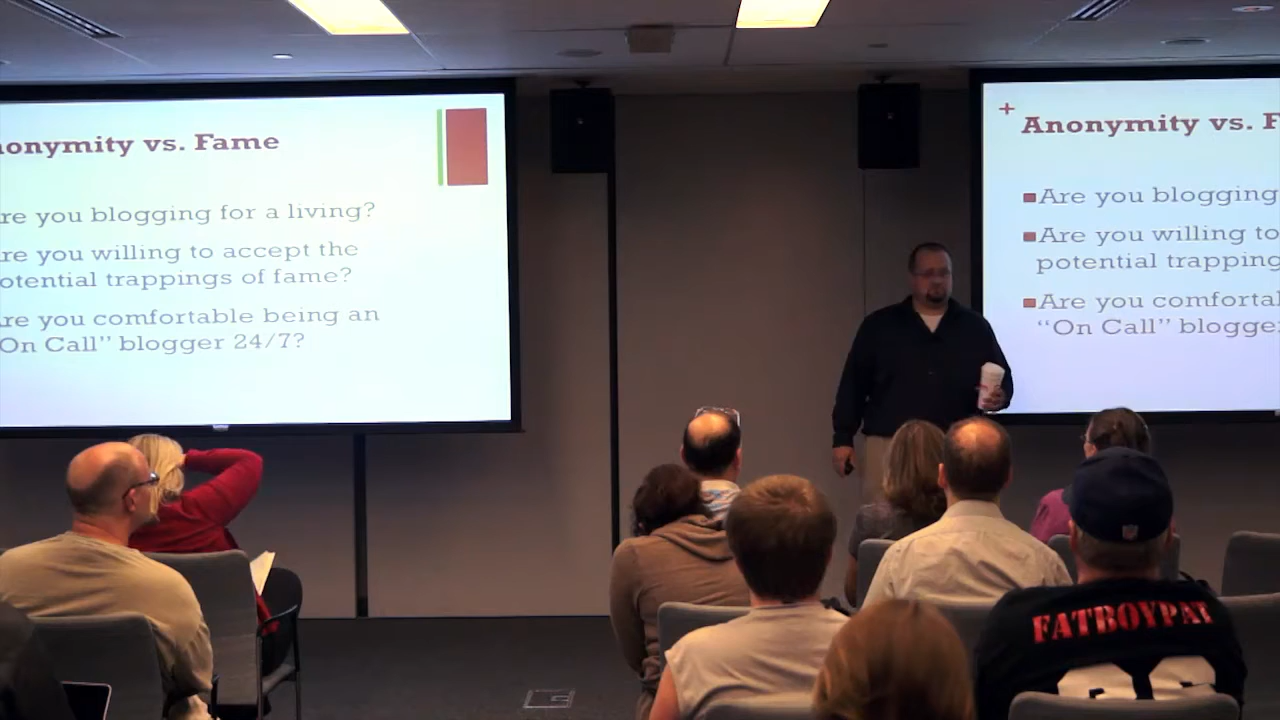 onymity vs. Fame
re you blogging for a living?
re you willing to accept the
otential trappings of fame?
re you comfortable being an
On Call" blogger 24/7?
+
Anonymity vs. F
Are you blogging
Are you willing to
potential trapping
Are you comforta
"On Call" blogge
FATBOYPAT